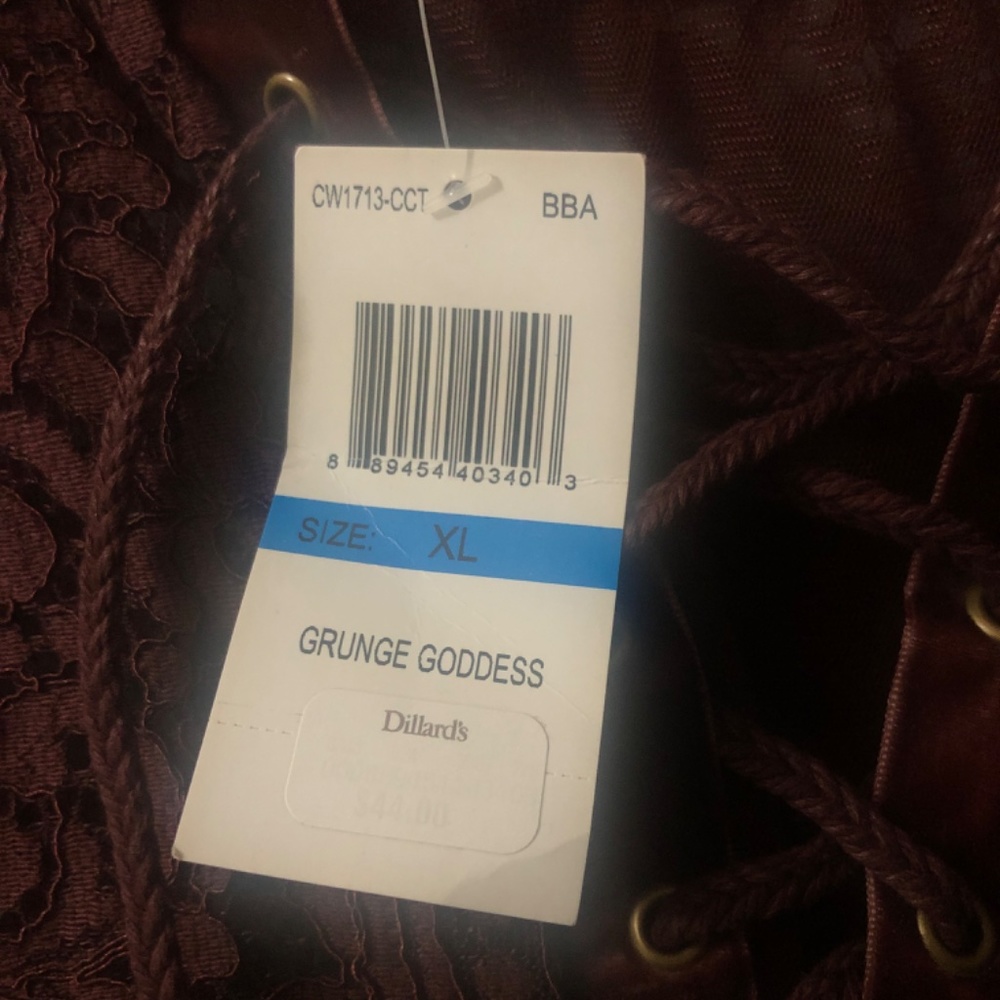 CW1713-CCT BBA
8 89454 40340 3
SIZE: XL
GRUNGE GODDESS
Dillard's
$44.00